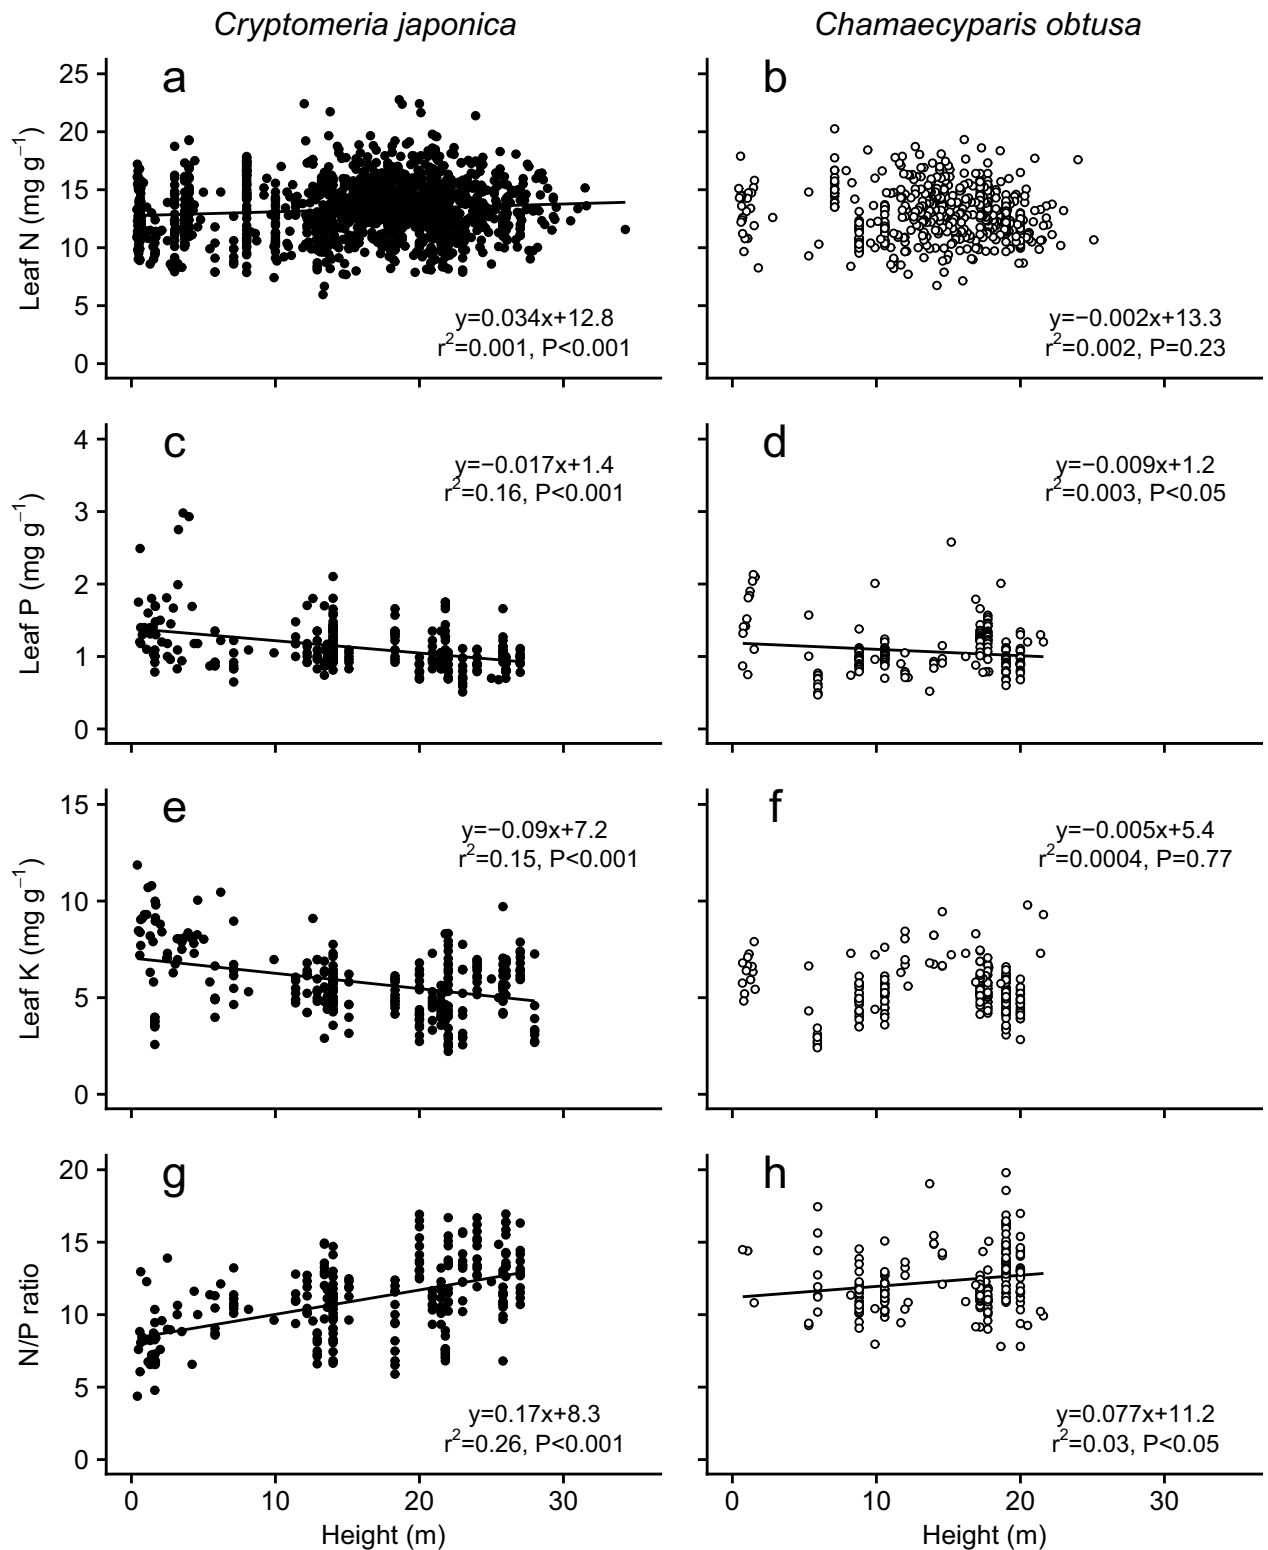 Cryptomeria japonica
Chamaecyparis obtusa
a
b
25
20
15
10
5
0
Leaf N (mg g⁻¹)
y=0.034x+12.8
r²=0.001, P<0.001
y=−0.002x+13.3
r²=0.002, P=0.23
c
d
4
3
2
1
0
Leaf P (mg g⁻¹)
y=−0.017x+1.4
r²=0.16, P<0.001
y=−0.009x+1.2
r²=0.003, P<0.05
e
f
15
10
5
0
Leaf K (mg g⁻¹)
y=−0.09x+7.2
r²=0.15, P<0.001
y=−0.005x+5.4
r²=0.0004, P=0.77
g
h
20
15
10
5
0
N/P ratio
y=0.17x+8.3
r²=0.26, P<0.001
y=0.077x+11.2
r²=0.03, P<0.05
0 10 20 30
0 10 20 30
Height (m)
Height (m)